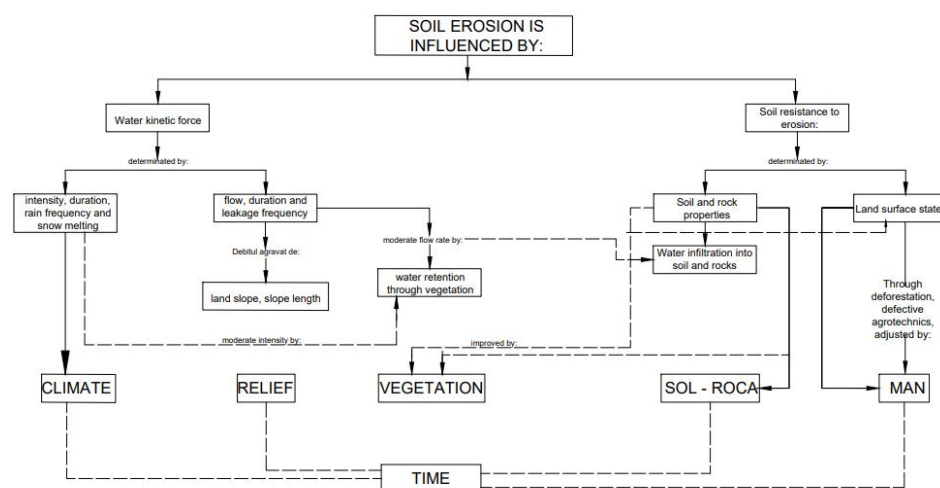 SOIL EROSION IS
INFLUENCED BY:
Water kinetic force
Soil resistance to
erosion:
determinated by:
determinated by:
intensity, duration,
rain frequency and
snow melting
flow, duration and
leakage frequency
Soil and rock
properties
Land surface state
Debitul agravat de:
moderate flow rate by:
Water infiltration into
soil and rocks
land slope, slope length
water retention
through vegetation
Through
deforestation,
defective
agrotechnics,
adjusted by:
moderate intensity by:
improved by:
CLIMATE
RELIEF
VEGETATION
SOL - ROCA
MAN
TIME